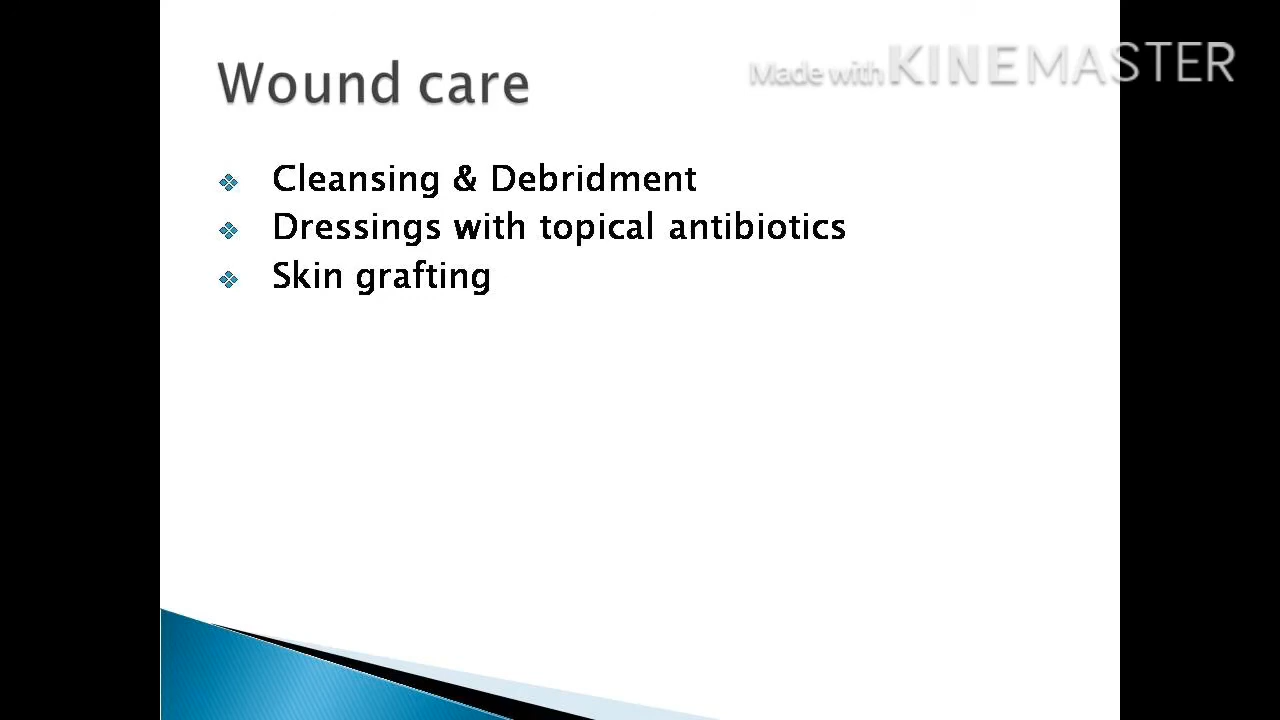 Wound care
Made with KINEMASTER
Cleansing & Debridment
Dressings with topical antibiotics
Skin grafting